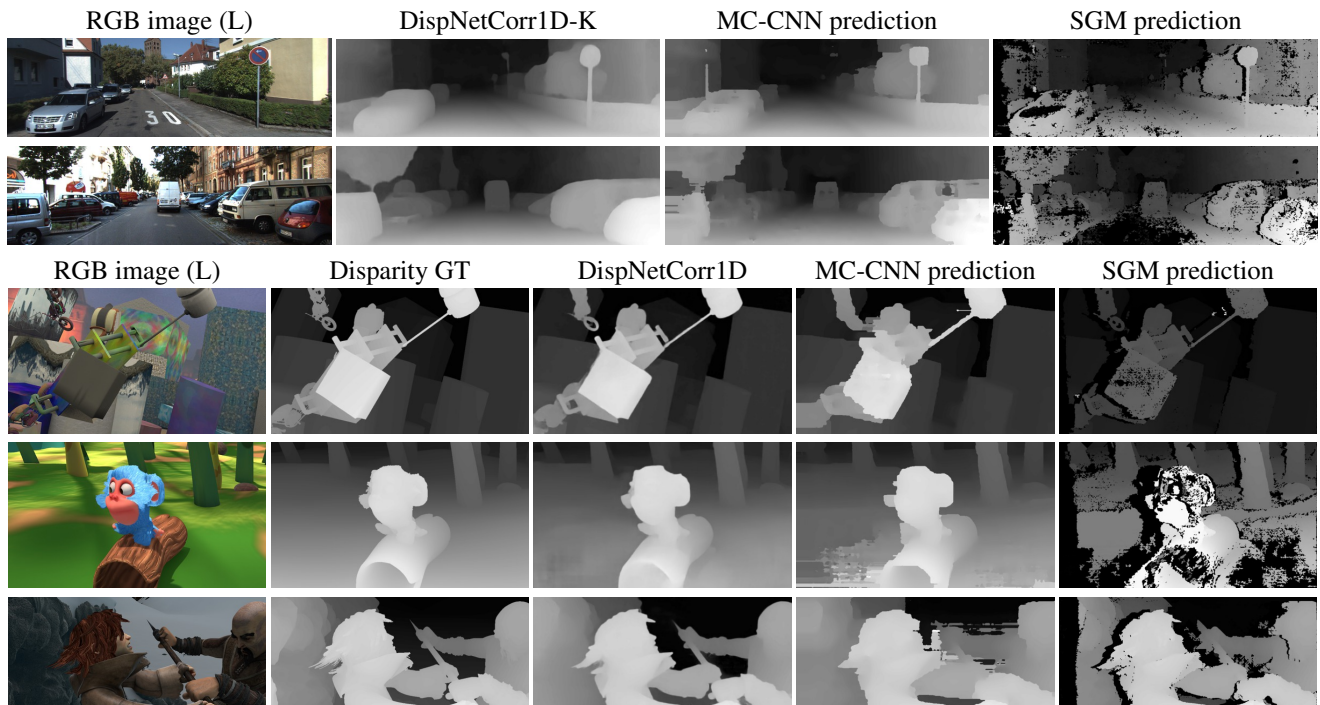 RGB image (L) DispNetCorr1D-K MC-CNN prediction SGM prediction
30
RGB image (L) Disparity GT DispNetCorr1D MC-CNN prediction SGM prediction